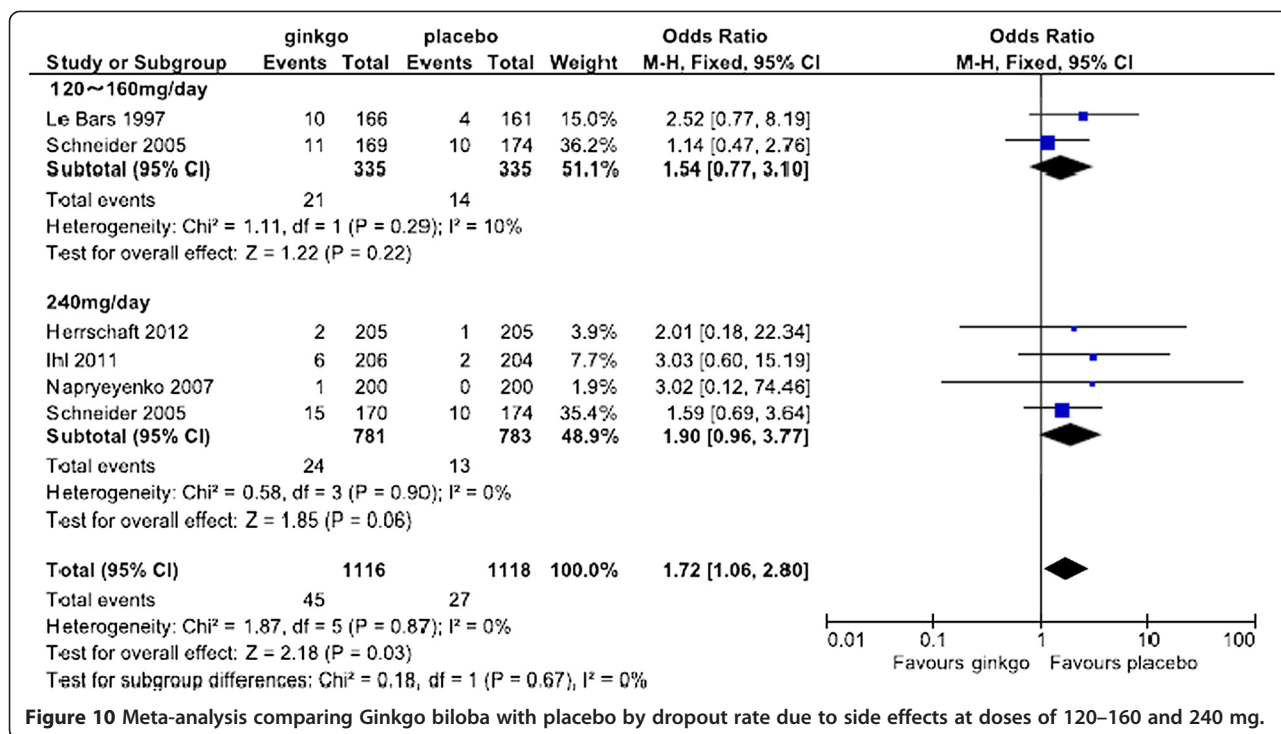 ginkgo placebo Odds Ratio Odds Ratio
Study or Subgroup Events Total Events Total Weight M-H, Fixed, 95% CI M-H, Fixed, 95% CI
120~160mg/day
Le Bars 1997 10 166 4 161 15.0% 2.52 [0.77, 8.19]
Schneider 2005 11 169 10 174 36.2% 1.14 [0.47, 2.76]
Subtotal (95% CI) 335 335 51.1% 1.54 [0.77, 3.10]
Total events 21 14
Heterogeneity: Chi² = 1.11, df = 1 (P = 0.29); I² = 10%
Test for overall effect: Z = 1.22 (P = 0.22)
240mg/day
Herrschaft 2012 2 205 1 205 3.9% 2.01 [0.18, 22.34]
Ihl 2011 6 206 2 204 7.7% 3.03 [0.60, 15.19]
Napryeyenko 2007 1 200 0 200 1.9% 3.02 [0.12, 74.46]
Schneider 2005 15 170 10 174 35.4% 1.59 [0.69, 3.64]
Subtotal (95% CI) 781 783 48.9% 1.90 [0.96, 3.77]
Total events 24 13
Heterogeneity: Chi² = 0.58, df = 3 (P = 0.90); I² = 0%
Test for overall effect: Z = 1.85 (P = 0.06)
Total (95% CI) 1116 1118 100.0% 1.72 [1.06, 2.80]
Total events 45 27
Heterogeneity: Chi² = 1.87, df = 5 (P = 0.87); I² = 0%
Test for overall effect: Z = 2.18 (P = 0.03)
Test for subgroup differences: Chi² = 0.18, df = 1 (P = 0.67), I² = 0%
0.01 0.1 1 10 100
Favours ginkgo Favours placebo
Figure 10 Meta-analysis comparing Ginkgo biloba with placebo by dropout rate due to side effects at doses of 120–160 and 240 mg.